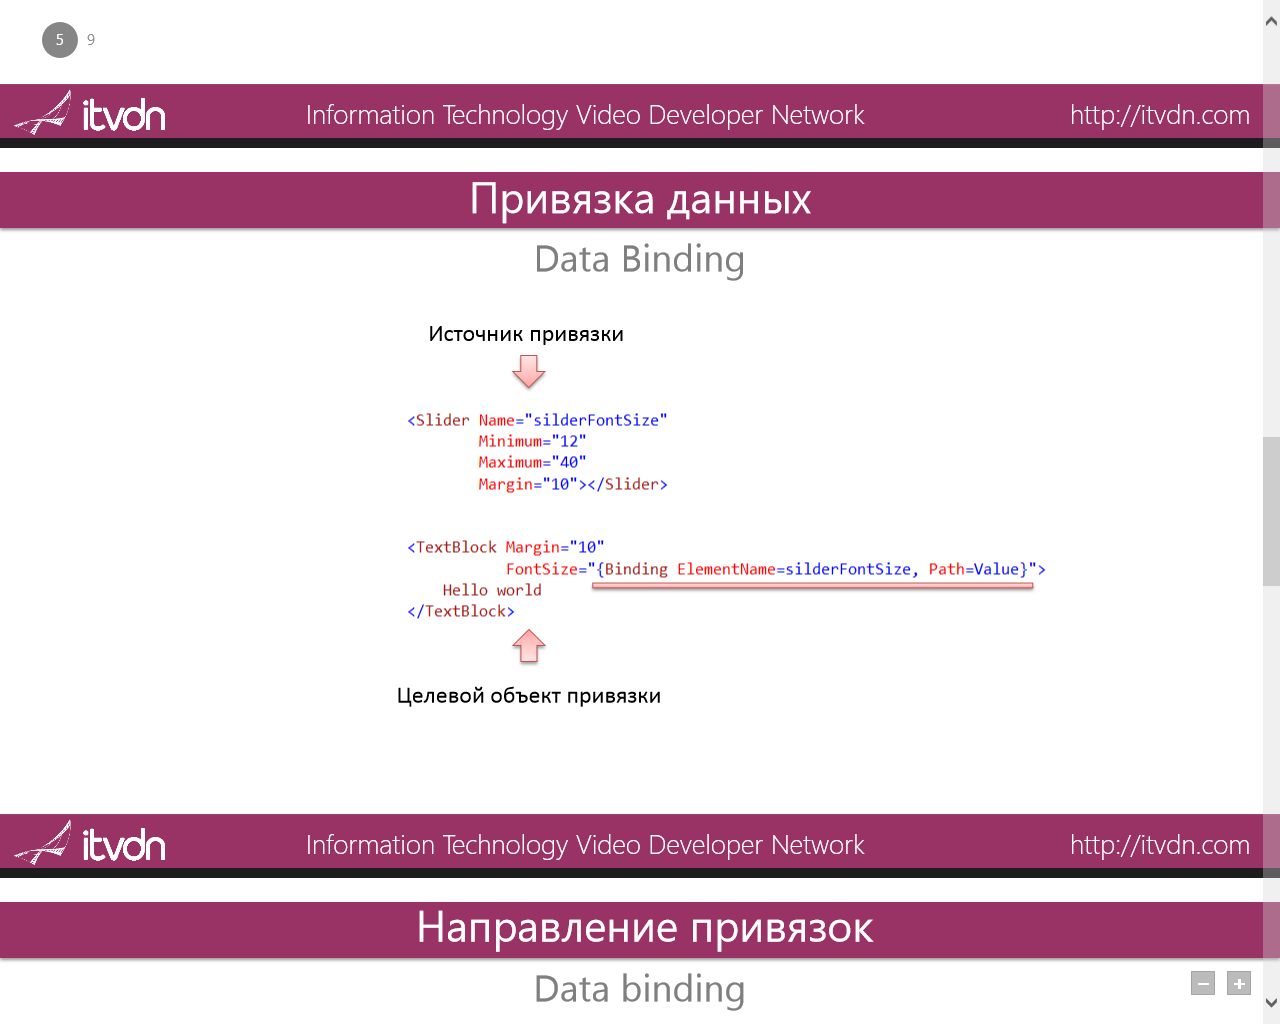 5 9
itvdn Information Technology Video Developer Network http://itvdn.com
Привязка данных
Data Binding
Источник привязки
<Slider Name="silderFontSize"
Minimum="12"
Maximum="40"
Margin="10"></Slider>
<TextBlock Margin="10"
FontSize="{Binding ElementName=silderFontSize, Path=Value}">
Hello world
</TextBlock>
Целевой объект привязки
itvdn Information Technology Video Developer Network http://itvdn.com
Направление привязок
Data binding